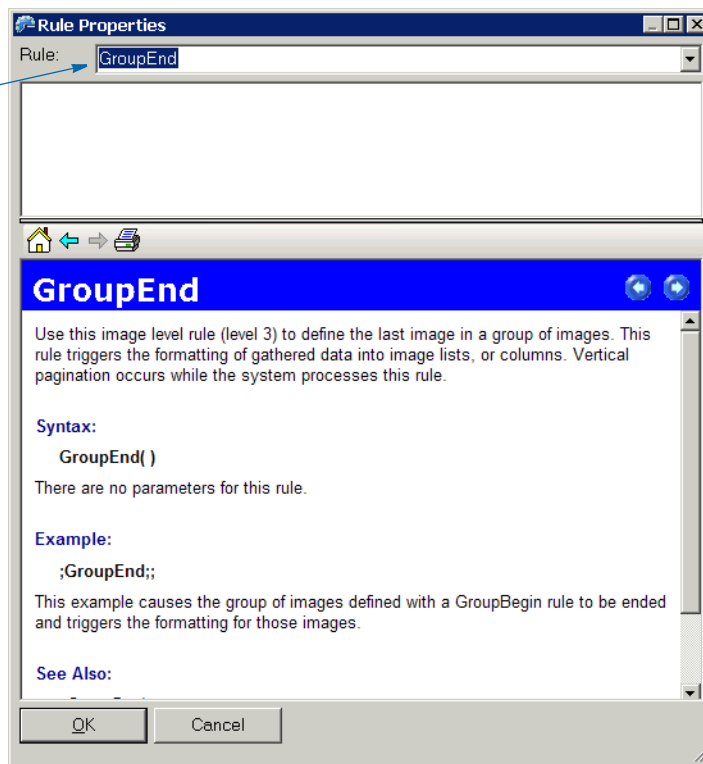 Rule Properties
Rule:
GroupEnd
GroupEnd
Use this image level rule (level 3) to define the last image in a group of images. This
rule triggers the formatting of gathered data into image lists, or columns. Vertical
pagination occurs while the system processes this rule.
Syntax:
GroupEnd( )
There are no parameters for this rule.
Example:
;GroupEnd;;
This example causes the group of images defined with a GroupBegin rule to be ended
and triggers the formatting for those images.
See Also:
OK
Cancel